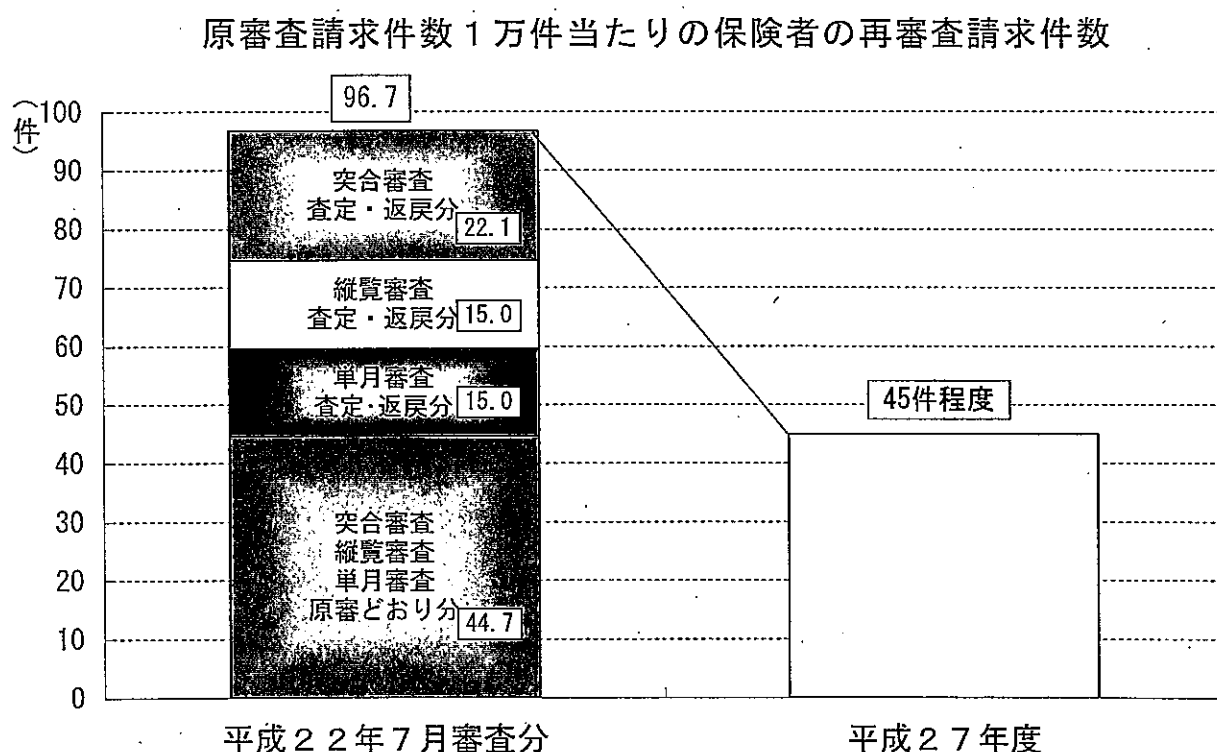 原審査請求件数1万件当たりの保険者の再審査請求件数
(件)
100
90
80
70
60
50
40
30
20
10
0
96.7
突合審査
査定・返戻分
22.1
縦覧審査
査定・返戻分
15.0
単月審査
査定・返戻分
15.0
突合審査
縦覧審査
単月審査
原審どおり分
44.7
45件程度
平成22年7月審査分
平成27年度